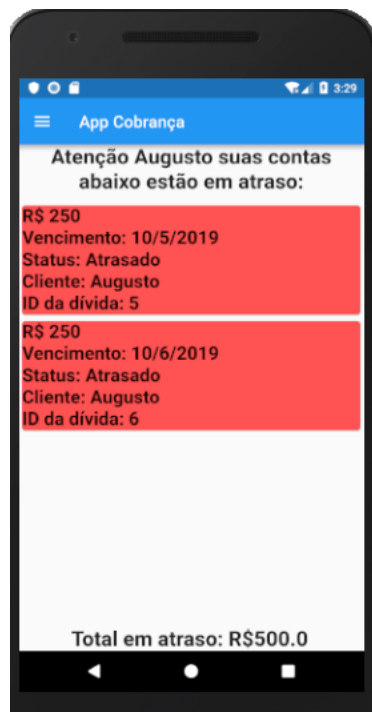 3:29
App Cobrança
Atenção Augusto suas contas
abaixo estão em atraso:
R$ 250
Vencimento: 10/5/2019
Status: Atrasado
Cliente: Augusto
ID da dívida: 5
R$ 250
Vencimento: 10/6/2019
Status: Atrasado
Cliente: Augusto
ID da dívida: 6
Total em atraso: R$500.0